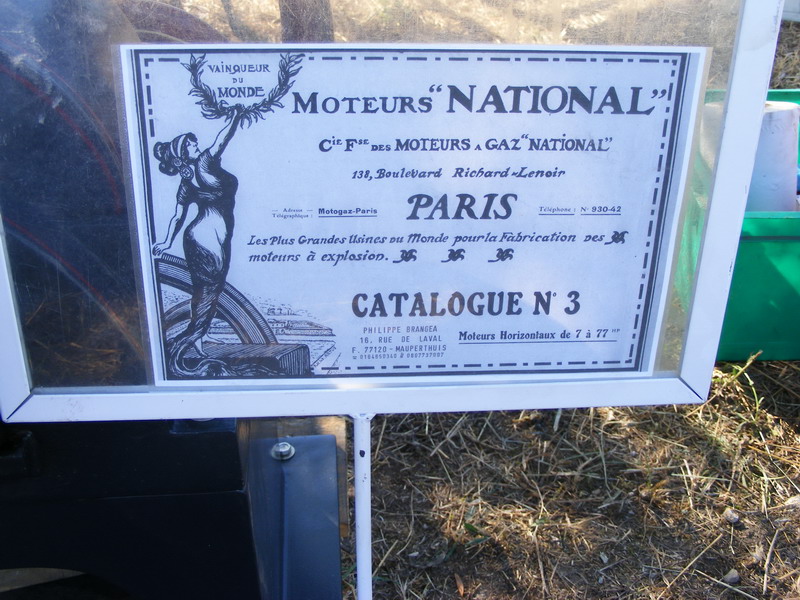 VAINQUEUR
DU
MONDE
MOTEURS "NATIONAL"
Cie Fse DES MOTEURS A GAZ "NATIONAL"
138, Boulevard Richard-Lenoir
Adresse Télégraphique: Motogaz-Paris PARIS Téléphone: No 930-42
Les Plus Grandes Usines du Monde pour la Fabrication des
moteurs à explosion.
CATALOGUE No 3
PHILIPPE BRANGEA
16, RUE DE LAVAL
F. 77120 - MAUPERTHUIS
Moteurs Horizontaux de 7 à 77 HP